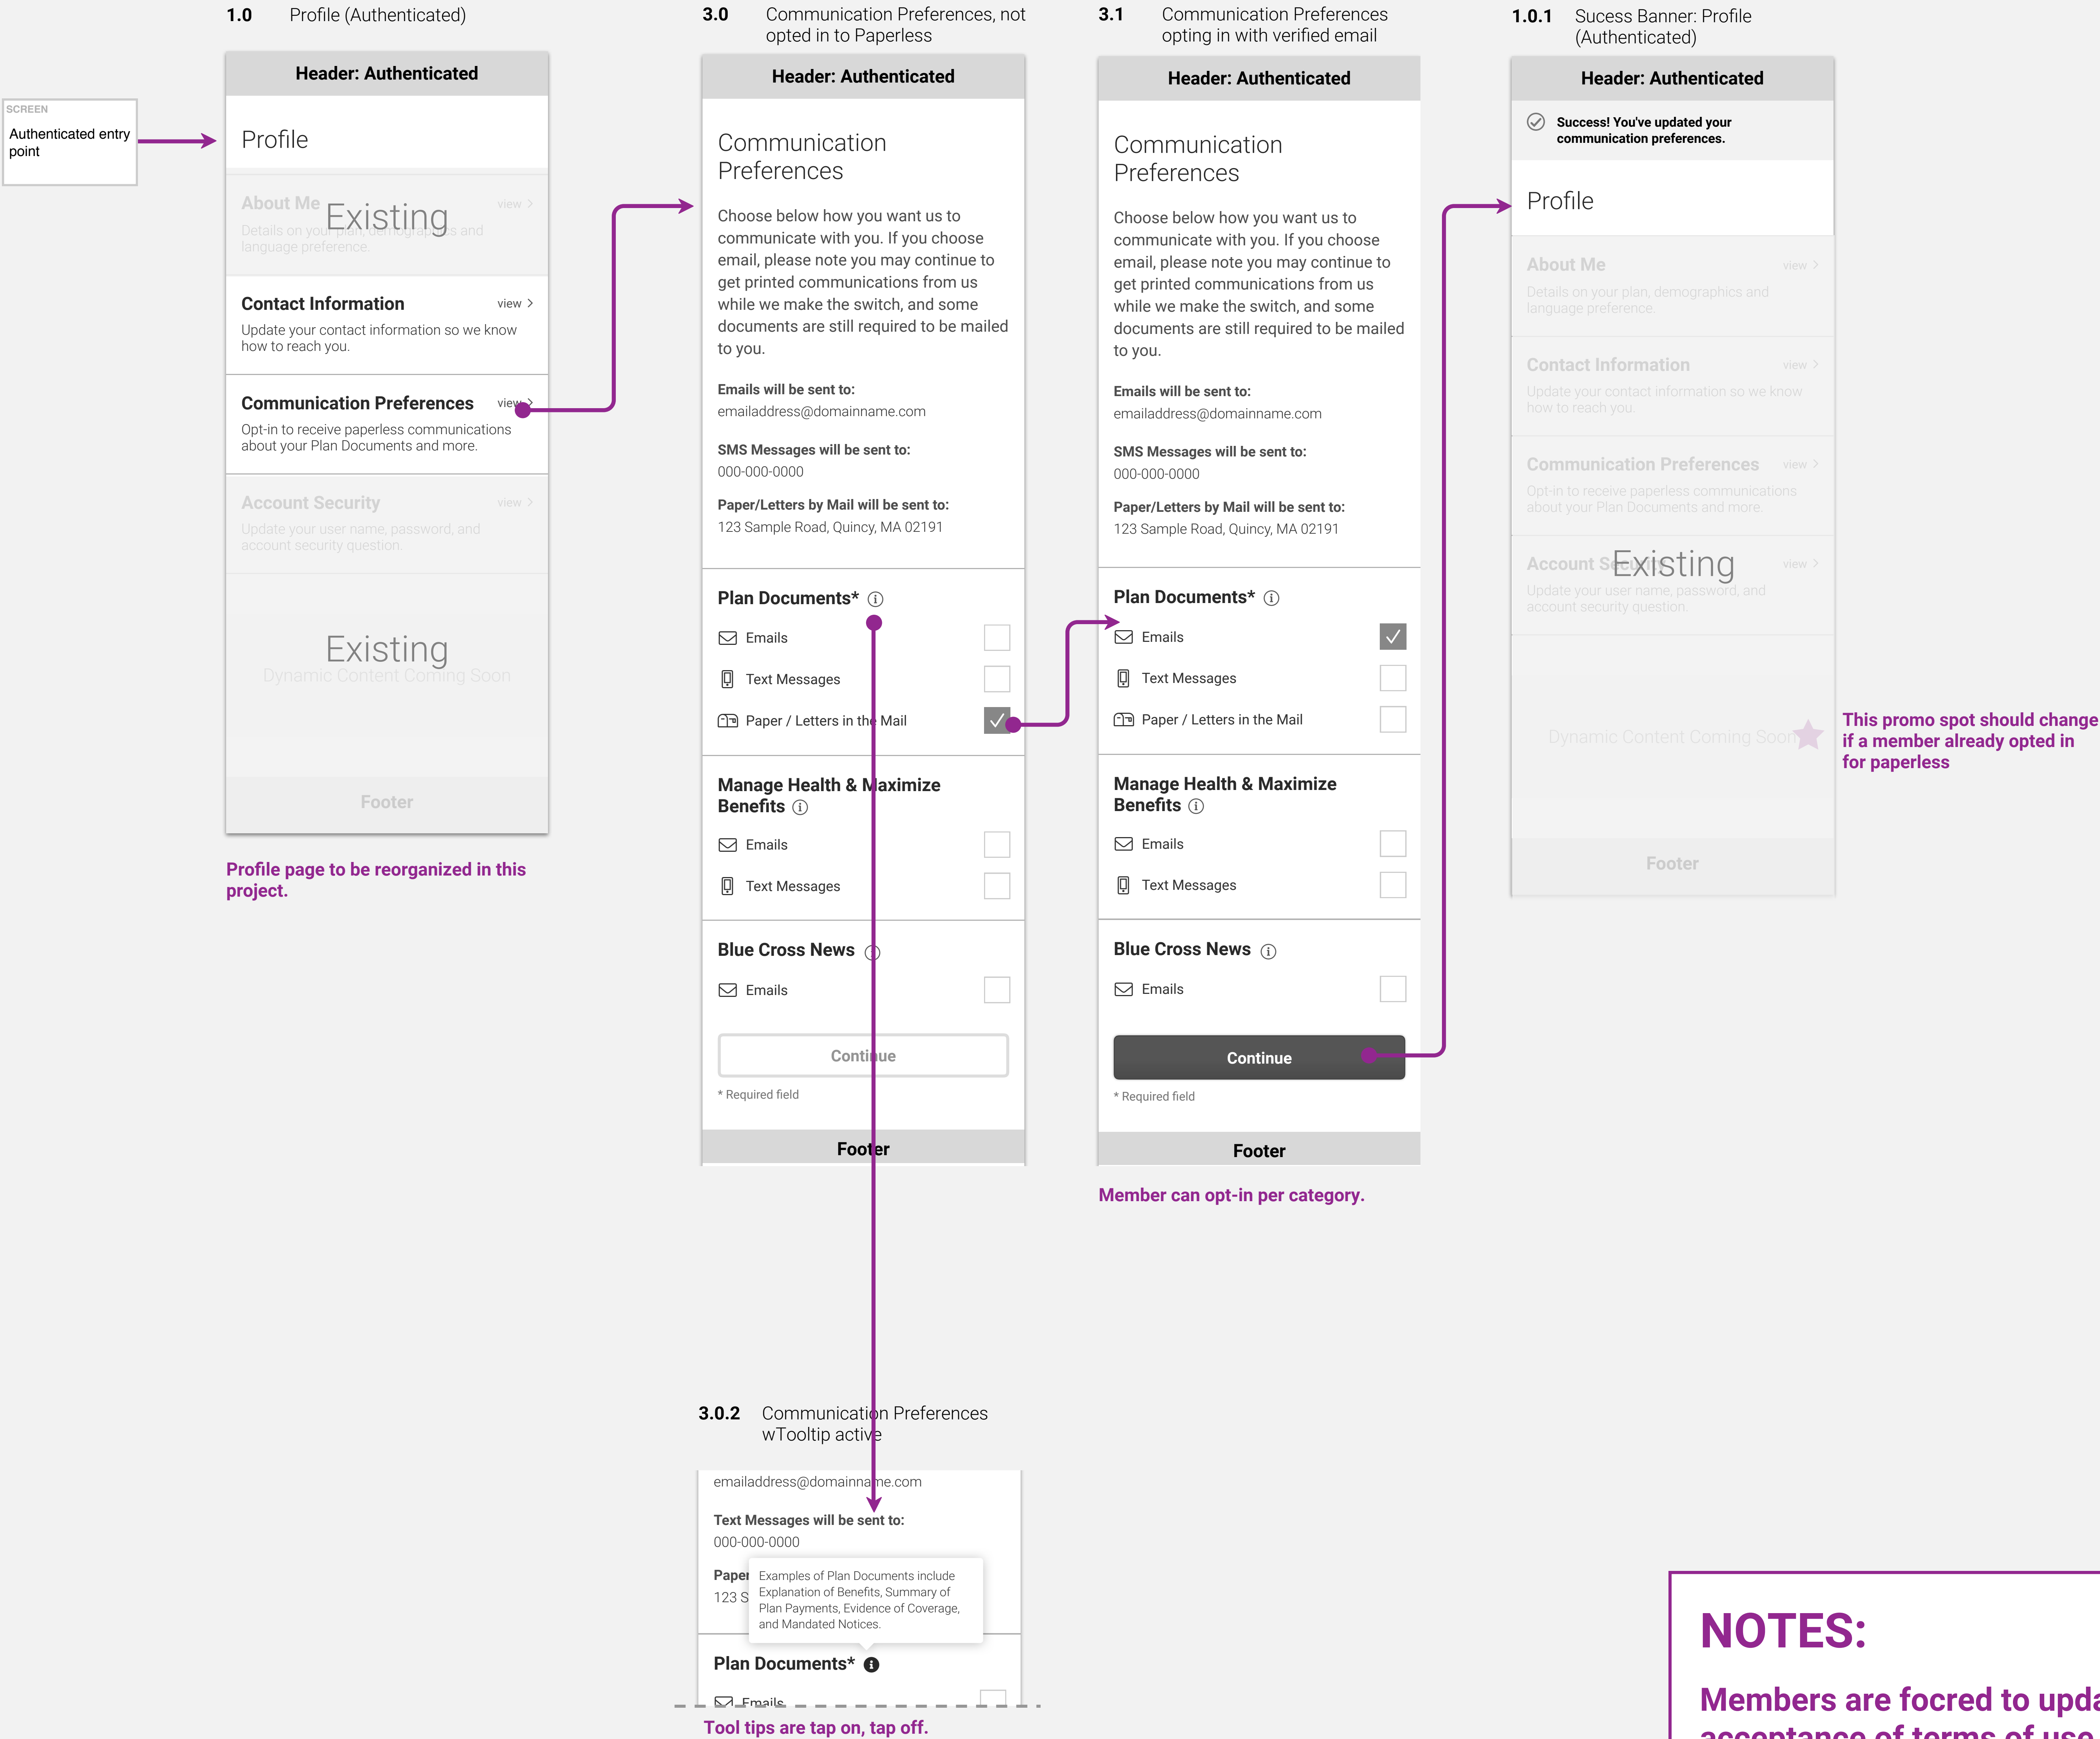 SCREEN
Authenticated entry
point
1.0 Profile (Authenticated)
Header: Authenticated
Profile
About Me view >
Details on your plan, demographics and
language preference.
Existing
Contact Information view >
Update your contact information so we know
how to reach you.
Communication Preferences view >
Opt-in to receive paperless communications
about your Plan Documents and more.
Account Security view >
Update your user name, password, and
account security question.
Existing
Dynamic Content Coming Soon
Footer
Profile page to be reorganized in this
project.
3.0 Communication Preferences, not
opted in to Paperless
Header: Authenticated
Communication
Preferences
Choose below how you want us to
communicate with you. If you choose
email, please note you may continue to
get printed communications from us
while we make the switch, and some
documents are still required to be mailed
to you.
Emails will be sent to:
emailaddress@domainname.com
SMS Messages will be sent to:
000-000-0000
Paper/Letters by Mail will be sent to:
123 Sample Road, Quincy, MA 02191
Plan Documents*
Emails
Text Messages
Paper / Letters in the Mail
Manage Health & Maximize
Benefits
Emails
Text Messages
Blue Cross News
Emails
Continue
* Required field
Footer
3.1 Communication Preferences
opting in with verified email
Header: Authenticated
Communication
Preferences
Choose below how you want us to
communicate with you. If you choose
email, please note you may continue to
get printed communications from us
while we make the switch, and some
documents are still required to be mailed
to you.
Emails will be sent to:
emailaddress@domainname.com
SMS Messages will be sent to:
000-000-0000
Paper/Letters by Mail will be sent to:
123 Sample Road, Quincy, MA 02191
Plan Documents*
Emails
Text Messages
Paper / Letters in the Mail
Manage Health & Maximize
Benefits
Emails
Text Messages
Blue Cross News
Emails
Continue
* Required field
Footer
Member can opt-in per category.
1.0.1 Sucess Banner: Profile
(Authenticated)
Header: Authenticated
Success! You've updated your
communication preferences.
Profile
About Me view >
Details on your plan, demographics and
language preference.
Contact Information view >
Update your contact information so we know
how to reach you.
Communication Preferences view >
Opt-in to receive paperless communications
about your Plan Documents and more.
Account Security view >
Existing
Update your user name, password, and
account security question.
Dynamic Content Coming Soon
Footer
This promo spot should change
if a member already opted in
for paperless
3.0.2 Communication Preferences
wTooltip active
emailaddress@domainname.com
Text Messages will be sent to:
000-000-0000
Paper
123 S
Examples of Plan Documents include
Explanation of Benefits, Summary of
Plan Payments, Evidence of Coverage,
and Mandated Notices.
Plan Documents*
Emails
Tool tips are tap on, tap off.
NOTES:
Members are focred to upda
acceptance of terms of use